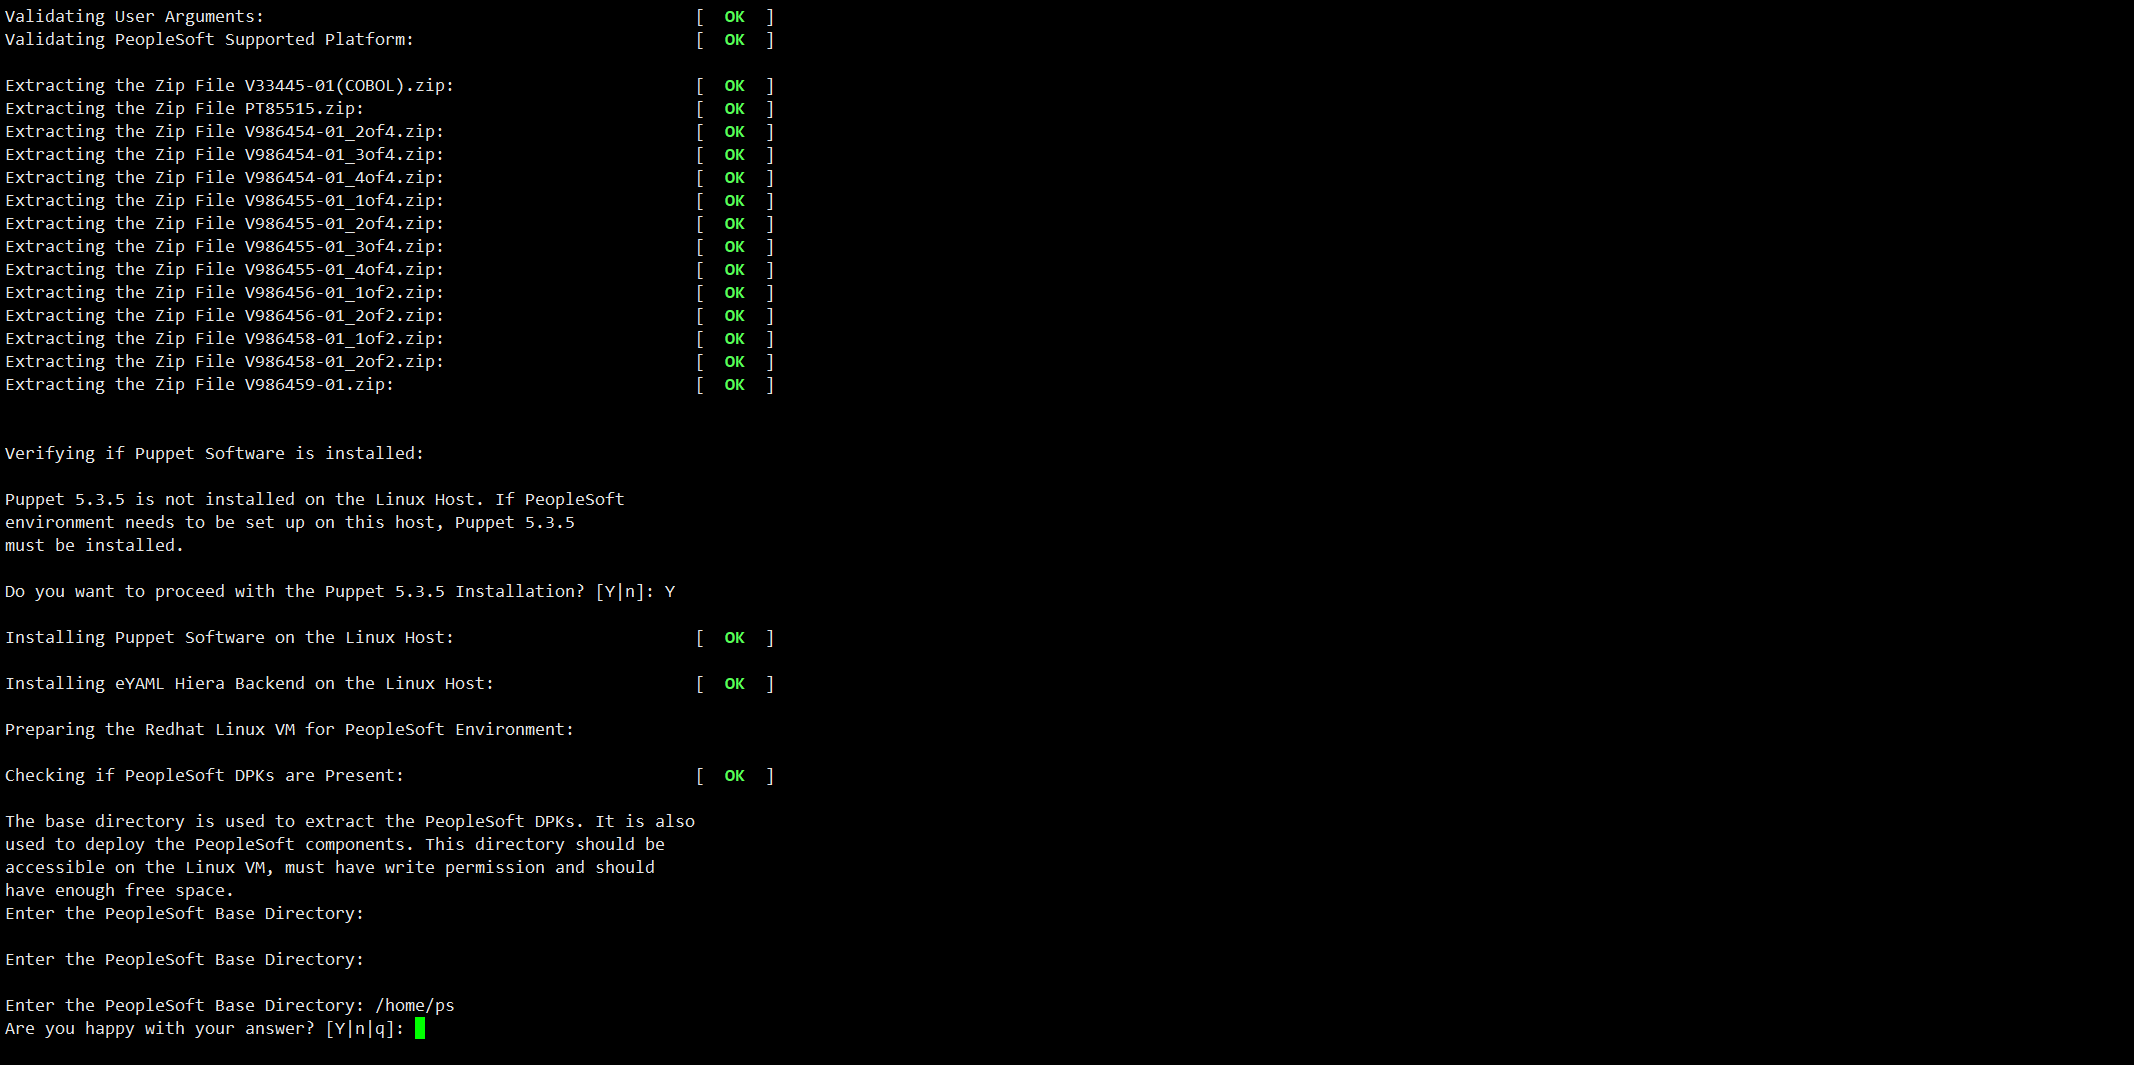 Validating User Arguments: [ OK ]
Validating PeopleSoft Supported Platform: [ OK ]
Extracting the Zip File V33445-01(COBOL).zip: [ OK ]
Extracting the Zip File PT85515.zip: [ OK ]
Extracting the Zip File V986454-01_2of4.zip: [ OK ]
Extracting the Zip File V986454-01_3of4.zip: [ OK ]
Extracting the Zip File V986454-01_4of4.zip: [ OK ]
Extracting the Zip File V986455-01_1of4.zip: [ OK ]
Extracting the Zip File V986455-01_2of4.zip: [ OK ]
Extracting the Zip File V986455-01_3of4.zip: [ OK ]
Extracting the Zip File V986455-01_4of4.zip: [ OK ]
Extracting the Zip File V986456-01_1of2.zip: [ OK ]
Extracting the Zip File V986456-01_2of2.zip: [ OK ]
Extracting the Zip File V986458-01_1of2.zip: [ OK ]
Extracting the Zip File V986458-01_2of2.zip: [ OK ]
Extracting the Zip File V986459-01.zip: [ OK ]
Verifying if Puppet Software is installed:
Puppet 5.3.5 is not installed on the Linux Host. If PeopleSoft
environment needs to be set up on this host, Puppet 5.3.5
must be installed.
Do you want to proceed with the Puppet 5.3.5 Installation? [Y|n]: Y
Installing Puppet Software on the Linux Host: [ OK ]
Installing eYAML Hiera Backend on the Linux Host: [ OK ]
Preparing the Redhat Linux VM for PeopleSoft Environment:
Checking if PeopleSoft DPKs are Present: [ OK ]
The base directory is used to extract the PeopleSoft DPKs. It is also
used to deploy the PeopleSoft components. This directory should be
accessible on the Linux VM, must have write permission and should
have enough free space.
Enter the PeopleSoft Base Directory:
Enter the PeopleSoft Base Directory:
Enter the PeopleSoft Base Directory: /home/ps
Are you happy with your answer? [Y|n|q]: